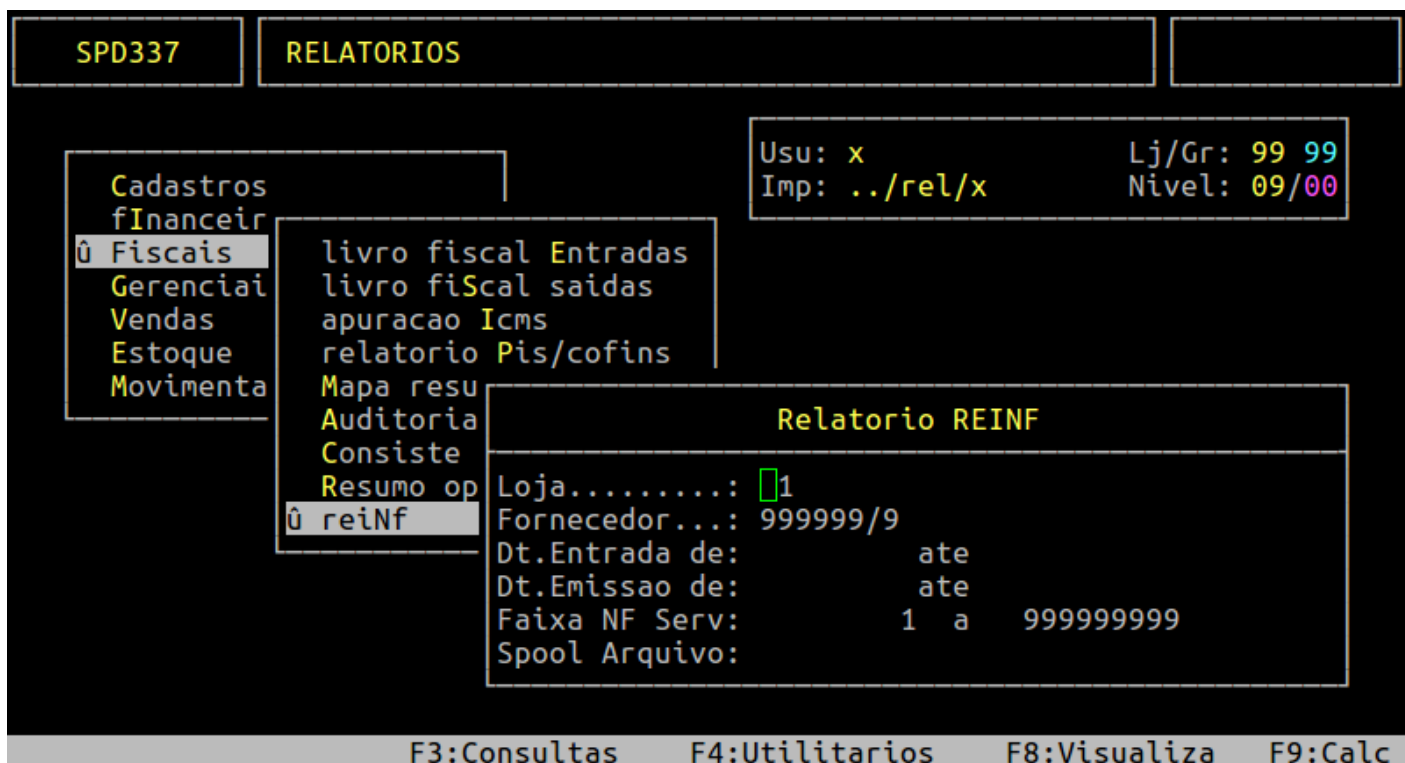 SPD337 RELATORIOS
Usu: x Lj/Gr: 99 99
Imp: ../rel/x Nivel: 09/00
Cadastros
fInanceir
û Fiscais
Gerenciai
Vendas
Estoque
Movimenta
livro fiscal Entradas
livro fiScal saidas
apuracao Icms
relatorio Pis/cofins
Mapa resu
Auditoria
Consiste
Resumo op
û reiNf
Relatorio REINF
Loja.........: 1
Fornecedor...: 999999/9
Dt.Entrada de: ate
Dt.Emissao de: ate
Faixa NF Serv: 1 a 999999999
Spool Arquivo:
F3:Consultas F4:Utilitarios F8:Visualiza F9:Calc